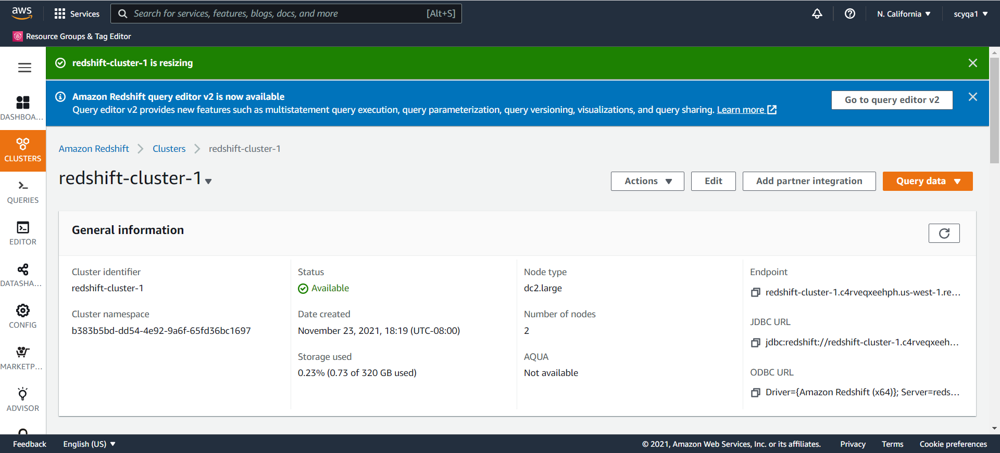 aws
Services
Search for services, features, blogs, docs, and more
[Alt+S]
N. California
scyqa1
Resource Groups & Tag Editor
redshift-cluster-1 is resizing
Amazon Redshift query editor v2 is now available
Query editor v2 provides new features such as multistatement query execution, query parameterization, query versioning, visualizations, and query sharing. Learn more
Go to query editor v2
DASHBOA...
CLUSTERS
QUERIES
EDITOR
DATASHA...
CONFIG
MARKETP...
ADVISOR
Amazon Redshift
Clusters
redshift-cluster-1
redshift-cluster-1
Actions
Edit
Add partner integration
Query data
General information
Cluster identifier
redshift-cluster-1
Cluster namespace
b383b5bd-dd54-4e92-9a6f-65fd36bc1697
Status
Available
Date created
November 23, 2021, 18:19 (UTC-08:00)
Storage used
0.23% (0.73 of 320 GB used)
Node type
dc2.large
Number of nodes
2
AQUA
Not available
Endpoint
redshift-cluster-1.c4rveqxeehph.us-west-1.re...
JDBC URL
jdbc:redshift://redshift-cluster-1.c4rveqxeeh...
ODBC URL
Driver={Amazon Redshift (x64)}; Server=reds...
Feedback
English (US)
© 2021, Amazon Web Services, Inc. or its affiliates.
Privacy
Terms
Cookie preferences